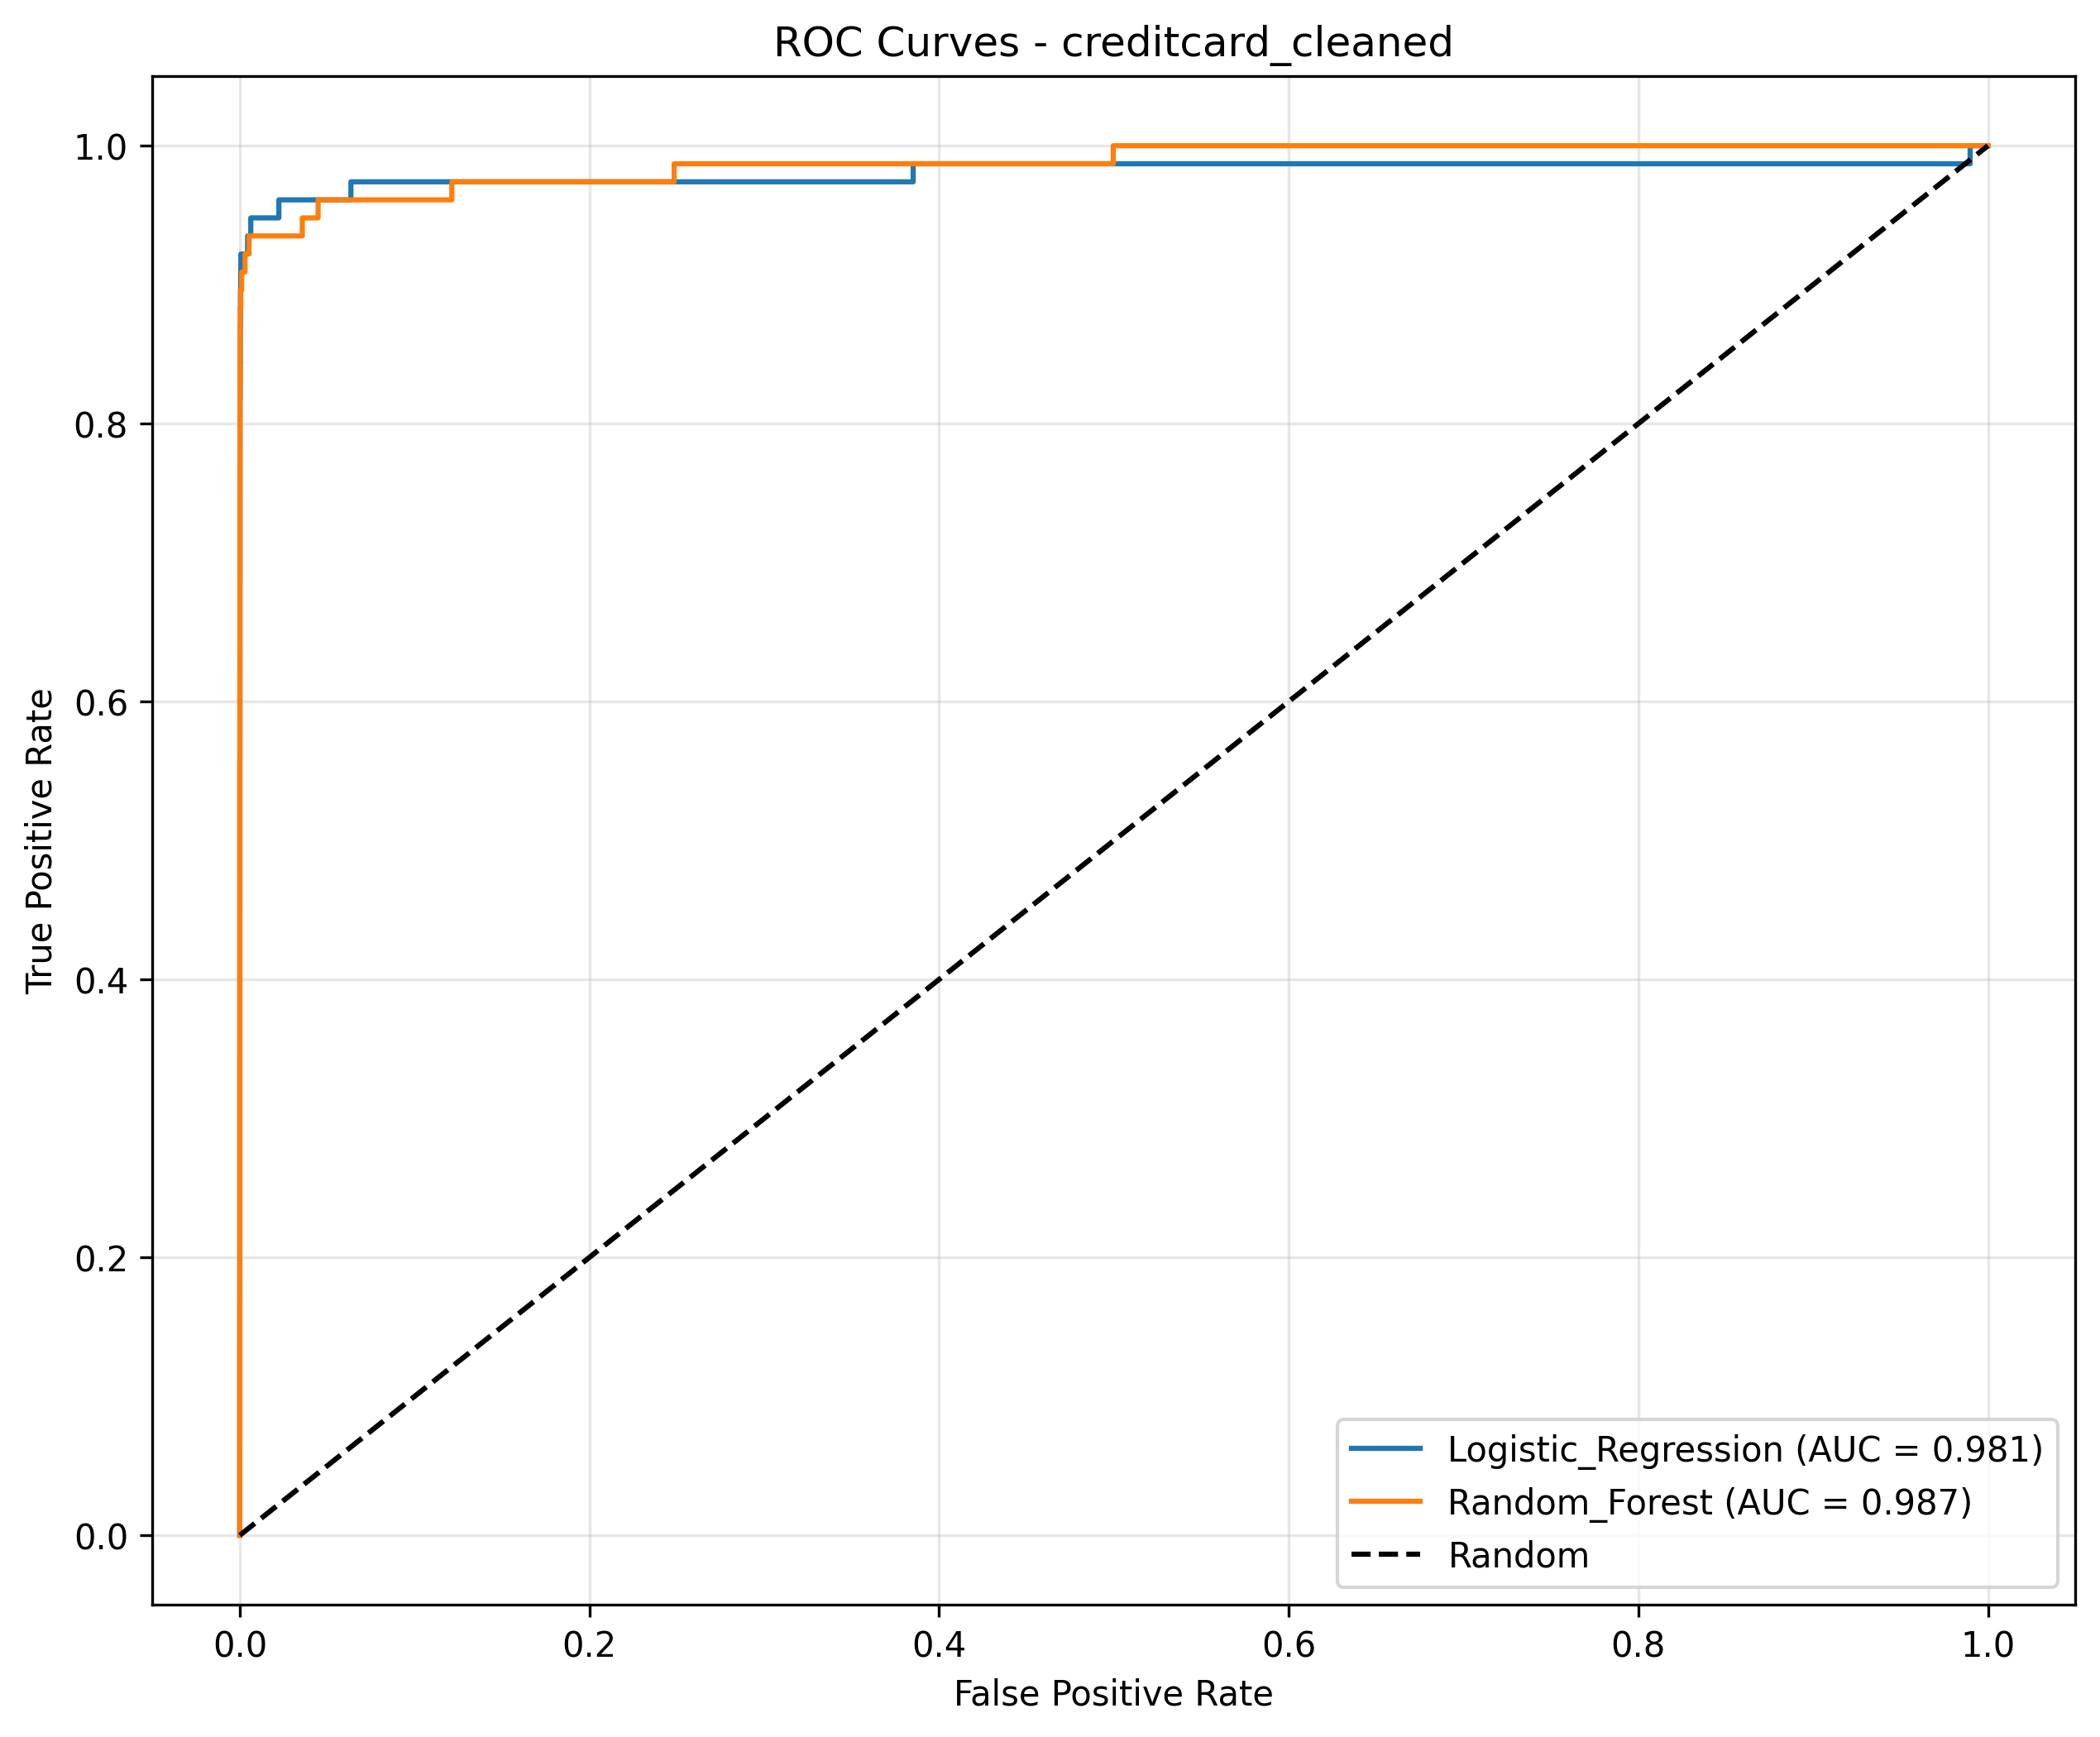 ROC Curves - creditcard_cleaned
True Positive Rate
1.0
0.8
0.6
0.4
0.2
0.0
0.0 0.2 0.4 0.6 0.8 1.0
False Positive Rate
Logistic_Regression (AUC = 0.981)
Random_Forest (AUC = 0.987)
Random